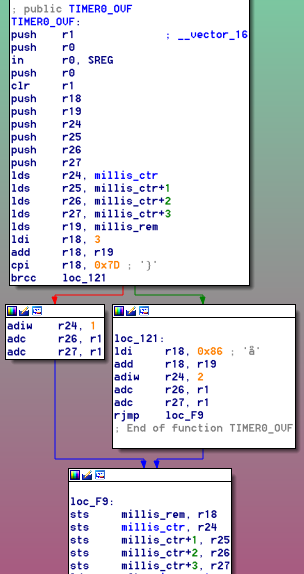 ; public TIMER0_OVF
TIMER0_OVF:
push r1 ; __vector_16
push r0
in r0, SREG
push r0
clr r1
push r18
push r19
push r24
push r25
push r26
push r27
lds r24, millis_ctr
lds r25, millis_ctr+1
lds r26, millis_ctr+2
lds r27, millis_ctr+3
lds r19, millis_rem
ldi r18, 3
add r18, r19
cpi r18, 0x7D ; '}'
brcc loc_121
adiw r24, 1
adc r26, r1
adc r27, r1
loc_121:
ldi r18, 0x86 ; 'å'
add r18, r19
adiw r24, 2
adc r26, r1
adc r27, r1
rjmp loc_F9
; End of function TIMER0_OVF
loc_F9:
sts millis_rem, r18
sts millis_ctr, r24
sts millis_ctr+1, r25
sts millis_ctr+2, r26
sts millis_ctr+3, r27